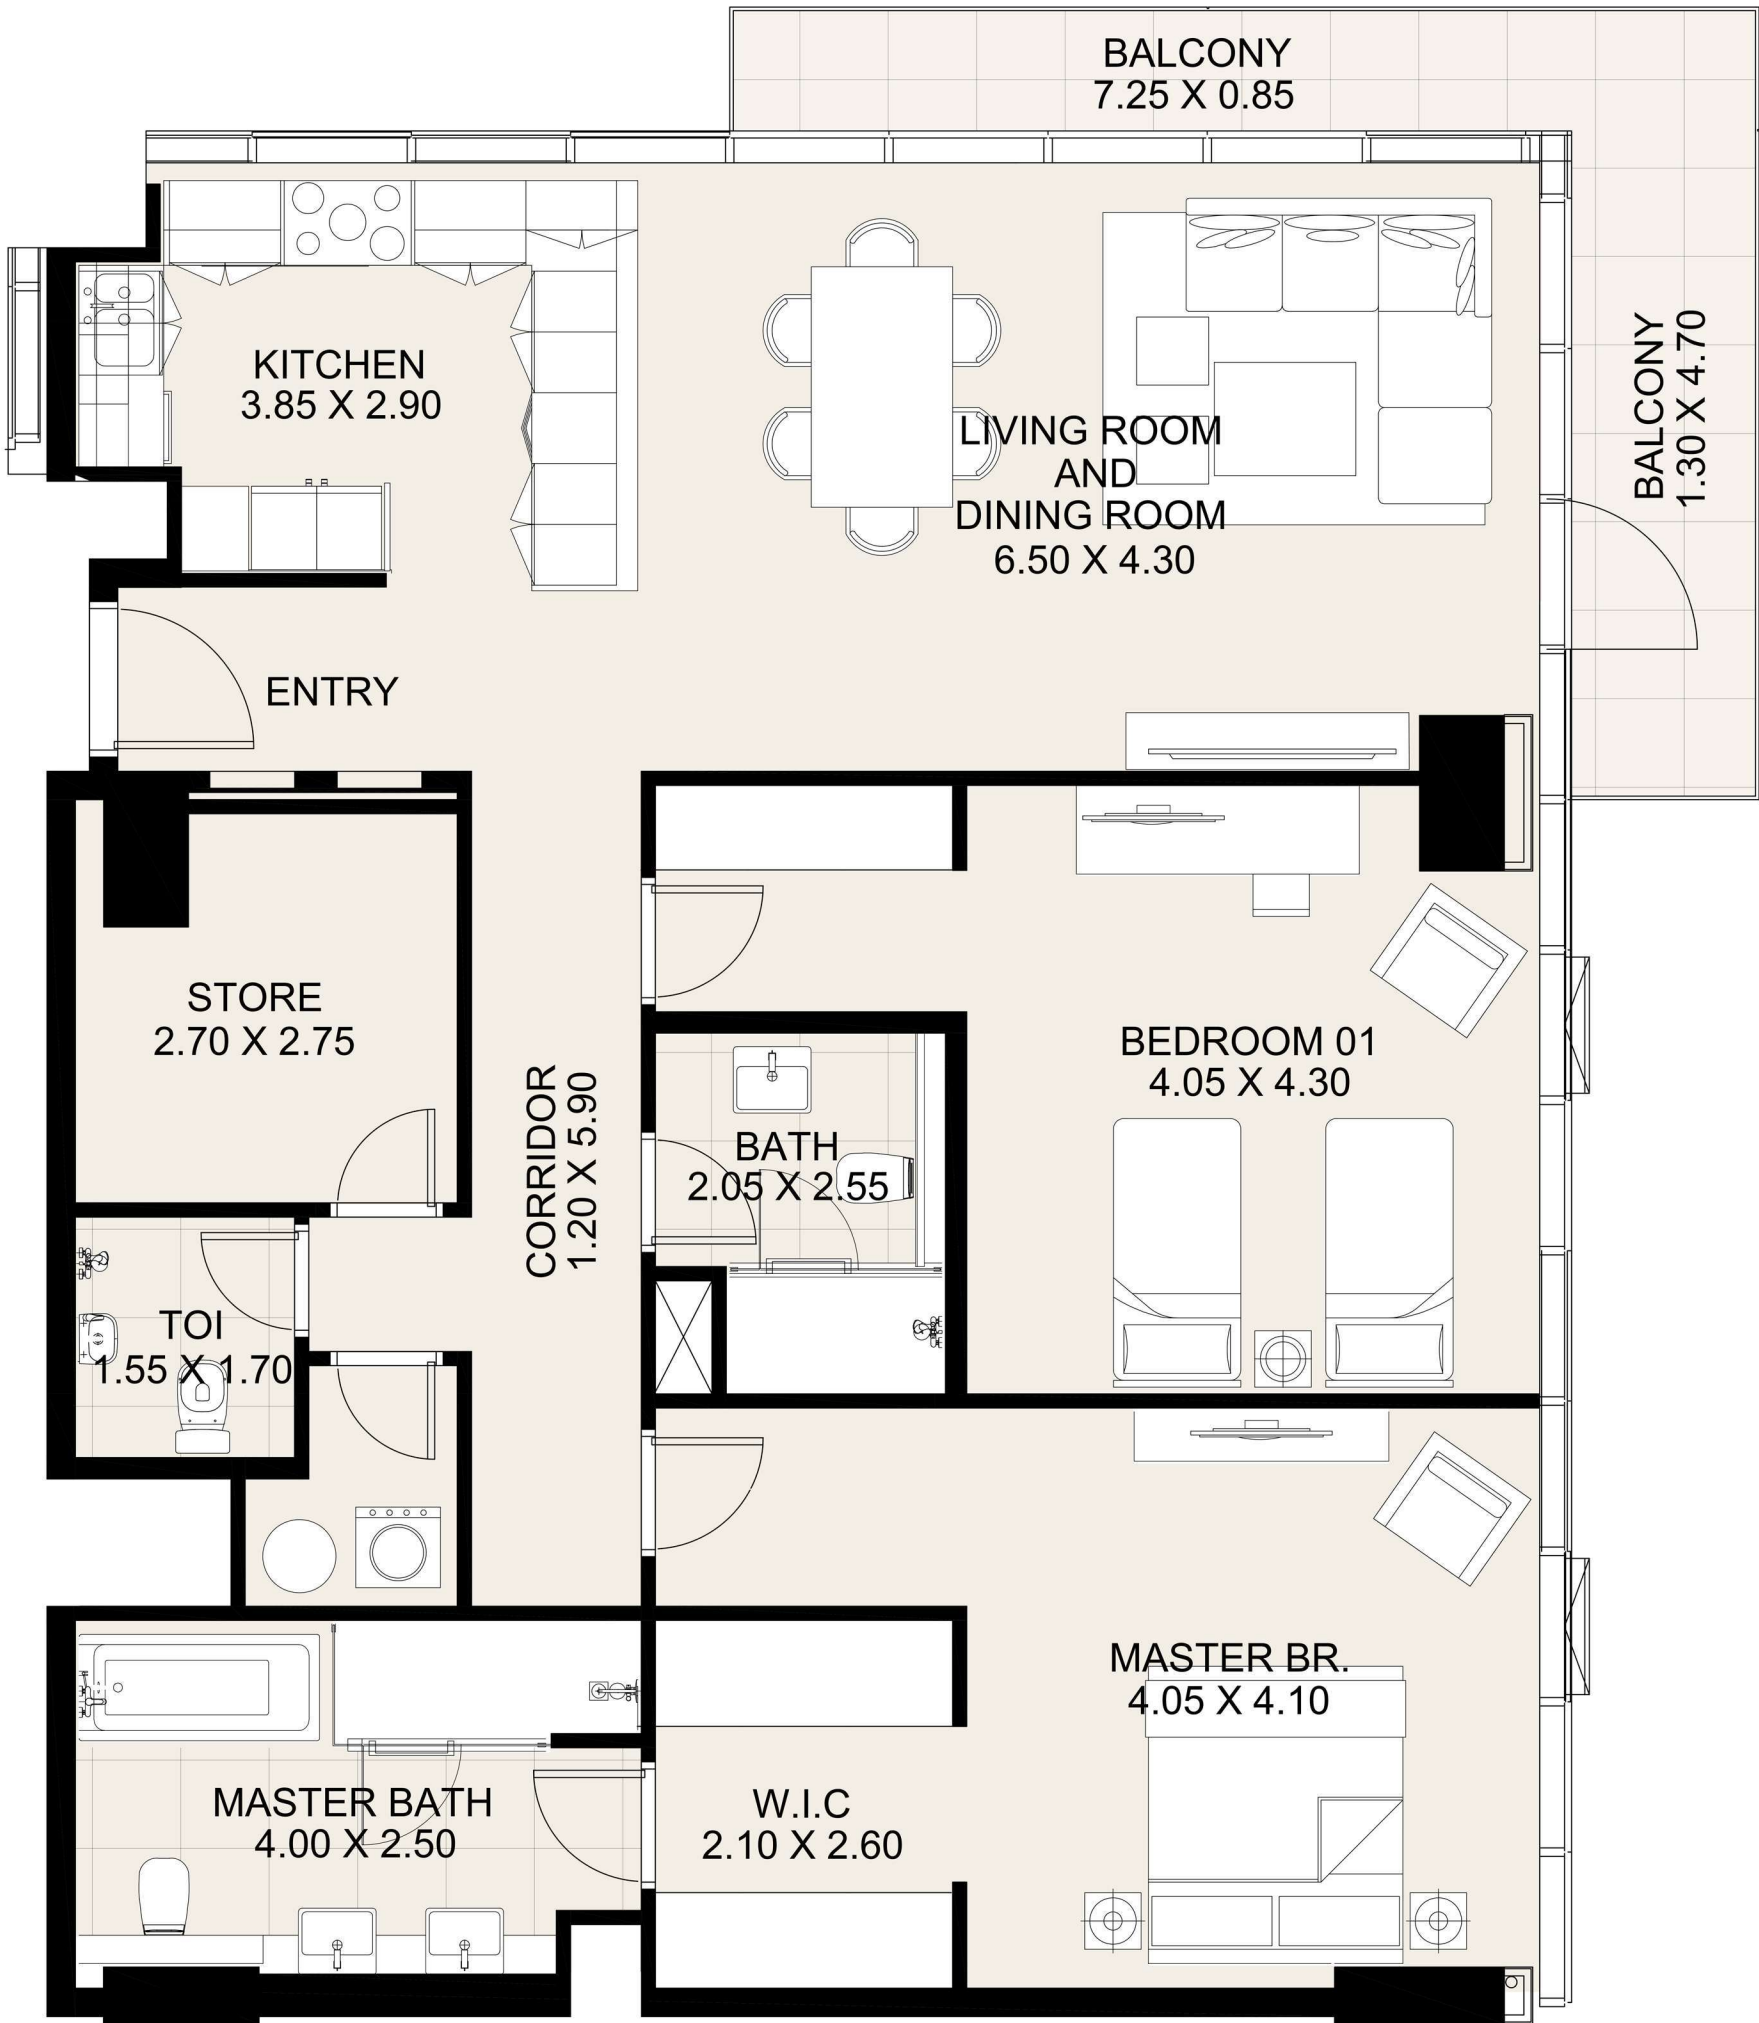 BALCONY
7.25 X 0.85
BALCONY
1.30 X 4.70
KITCHEN
3.85 X 2.90
LIVING ROOM
AND
DINING ROOM
6.50 X 4.30
ENTRY
STORE
2.70 X 2.75
CORRIDOR
1.20 X 5.90
BEDROOM 01
4.05 X 4.30
BATH
2.05 X 2.55
TOI
1.55 X 1.70
MASTER BR.
4.05 X 4.10
MASTER BATH
4.00 X 2.50
W.I.C
2.10 X 2.60